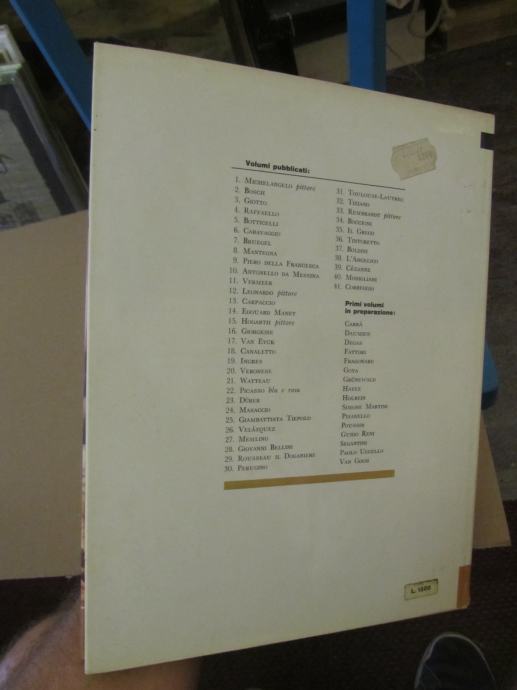 Volumi pubblicati:
1. Michelangelo pittore
2. Bosch
3. Giotto
4. Raffaello
5. Botticelli
6. Caravaggio
7. Bruegel
8. Mantegna
9. Piero della Francesca
10. Antonello da Messina
11. Vermeer
12. Leonardo pittore
13. Carpaccio
14. Edouard Manet
15. Hogarth pittore
16. Giorgione
17. Van Eyck
18. Canaletto
19. Ingres
20. Veronese
21. Watteau
22. Picasso blu e rosa
23. Dürer
24. Masaccio
25. Giambattista Tiepolo
26. Velázquez
27. Memling
28. Giovanni Bellini
29. Rousseau il Doganiere
30. Perugino
31. Toulouse-Lautrec
32. Tiziano
33. Rembrandt pittore
34. Boccioni
35. Il Greco
36. Tintoretto
37. Boldini
38. L'Angelico
39. Cézanne
40. Modigliani
41. Correggio
Primi volumi
in preparazione:
Carrà
Daumier
Degas
Fattori
Fragonard
Goya
Grünewald
Hayez
Holbein
Simone Martini
Pisanello
Poussin
Guido Reni
Segantini
Paolo Uccello
Van Gogh